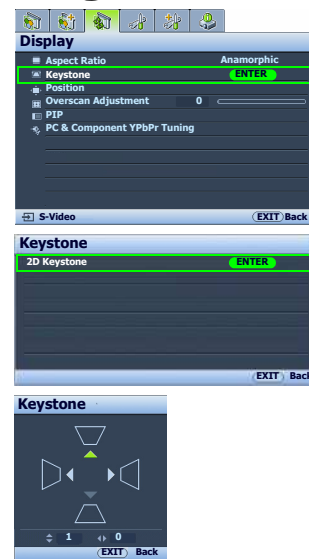 Display
Aspect Ratio Anamorphic
Keystone ENTER
Position
Overscan Adjustment 0
PIP
PC & Component YPbPr Tuning
S-Video EXIT Back
Keystone
2D Keystone ENTER
EXIT Back
Keystone
1 0
EXIT Back